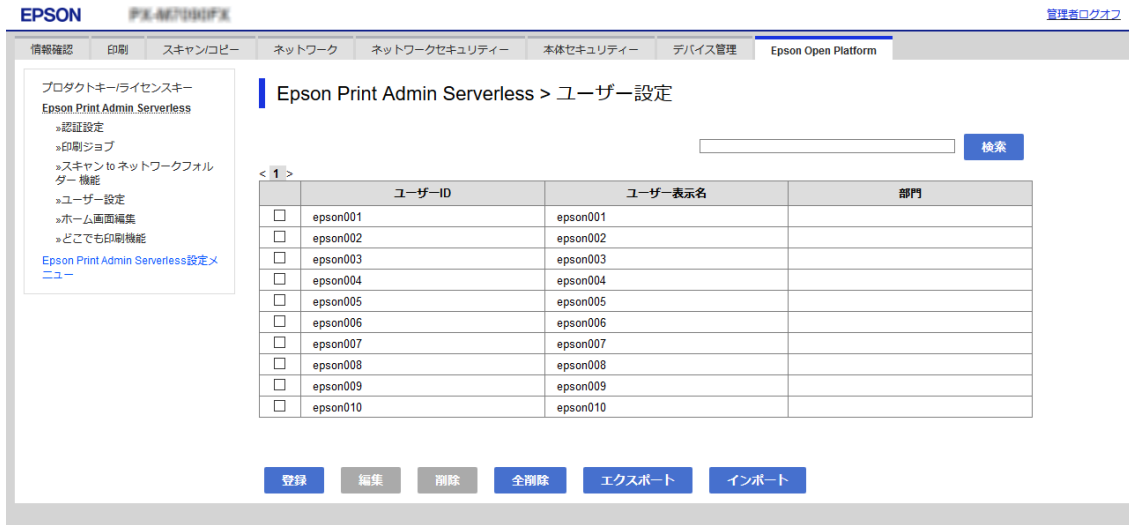 EPSON
管理者ログオフ
情報確認 印刷 スキャン/コピー ネットワーク ネットワークセキュリティー 本体セキュリティー デバイス管理 Epson Open Platform
プロダクトキー/ライセンスキー
Epson Print Admin Serverless
»認証設定
»印刷ジョブ
»スキャン to ネットワークフォル
ダー 機能
»ユーザー設定
»ホーム画面編集
»どこでも印刷機能
Epson Print Admin Serverless設定メ
ニュー
Epson Print Admin Serverless > ユーザー設定
検索
< 1 >
ユーザーID ユーザー表示名 部門
epson001 epson001
epson002 epson002
epson003 epson003
epson004 epson004
epson005 epson005
epson006 epson006
epson007 epson007
epson008 epson008
epson009 epson009
epson010 epson010
登録 編集 削除 全削除 エクスポート インポート